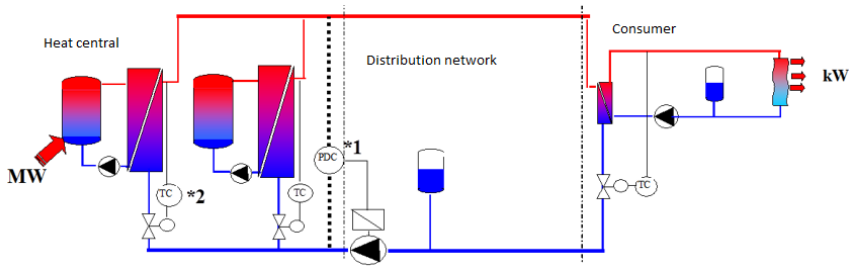 Heat central
Distribution network
Consumer
MW
TC
*2
TC
PDC
*1
TC
kW